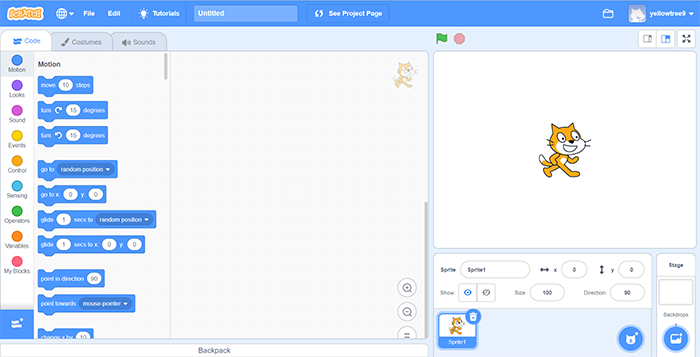 SCRATCH File Edit Tutorials Untitled See Project Page yellowtree9
Code Costumes Sounds
Motion
Looks
Sound
Events
Control
Sensing
Operators
Variables
My Blocks
Motion
move 10 steps
turn 15 degrees
turn 15 degrees
go to random position
go to x 0 y 0
glide 1 secs to random position
glide 1 secs to x: 0 y: 0
point in direction 90
point towards mouse-pointer
change x by 10
Backpack
Sprite Sprite1 x 0 y 0
Show Size 100 Direction 90
Sprite1
Stage
Backdrops